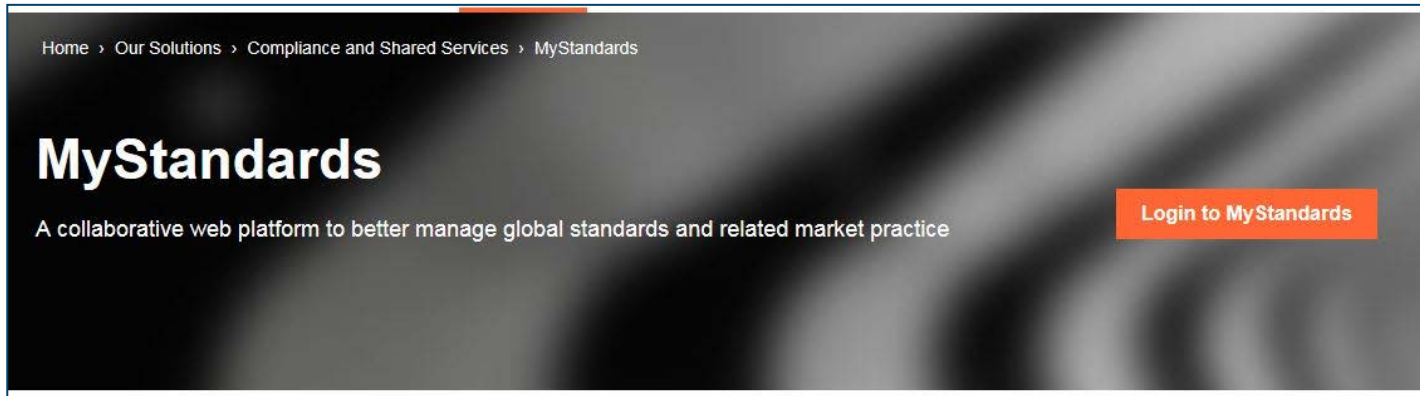 Home › Our Solutions › Compliance and Shared Services › MyStandards
MyStandards
A collaborative web platform to better manage global standards and related market practice
Login to MyStandards